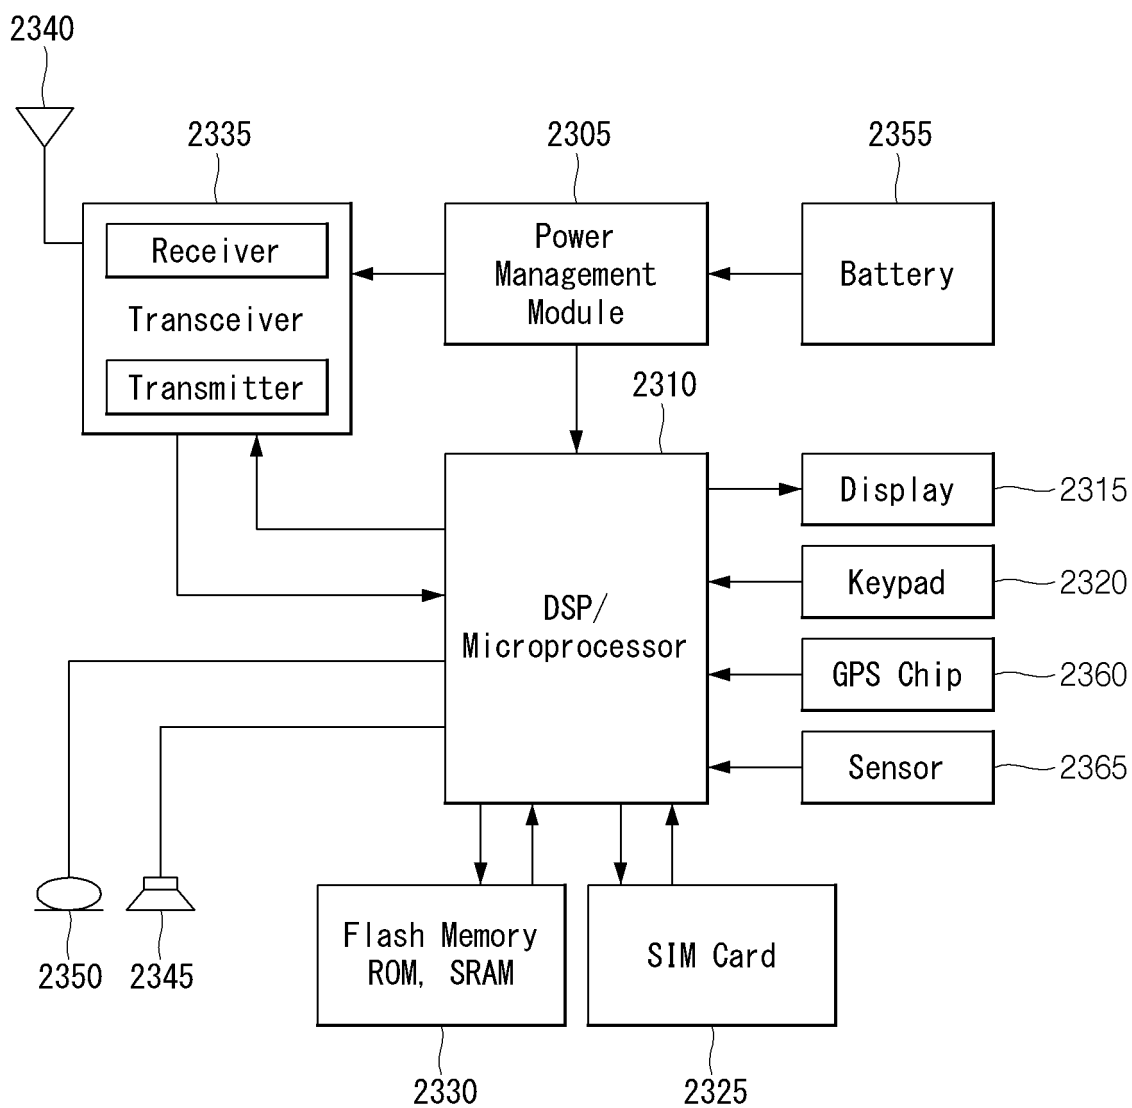 2340
2335
2305
2355
Receiver
Transceiver
Transmitter
Power
Management
Module
Battery
2310
Display
2315
Keypad
2320
DSP/
Microprocessor
GPS Chip
2360
Sensor
2365
2350
2345
Flash Memory
ROM, SRAM
SIM Card
2330
2325